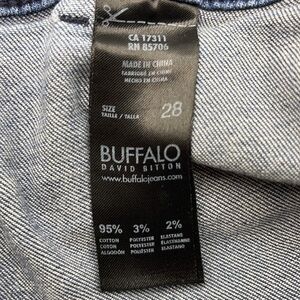 CA 17311
RN 85706
MADE IN CHINA
FABRIQUÉ EN CHINE
HECHO EN CHINA
SIZE
TAILLE / TALLA
28
BUFFALO
DAVID BITTON
www.buffalojeans.com
95% 3% 2%
COTTON POLYESTER ELASTANE
COTON POLYESTER ELASTHANNE
ALGODÓN POLIÉSTER ELASTANO